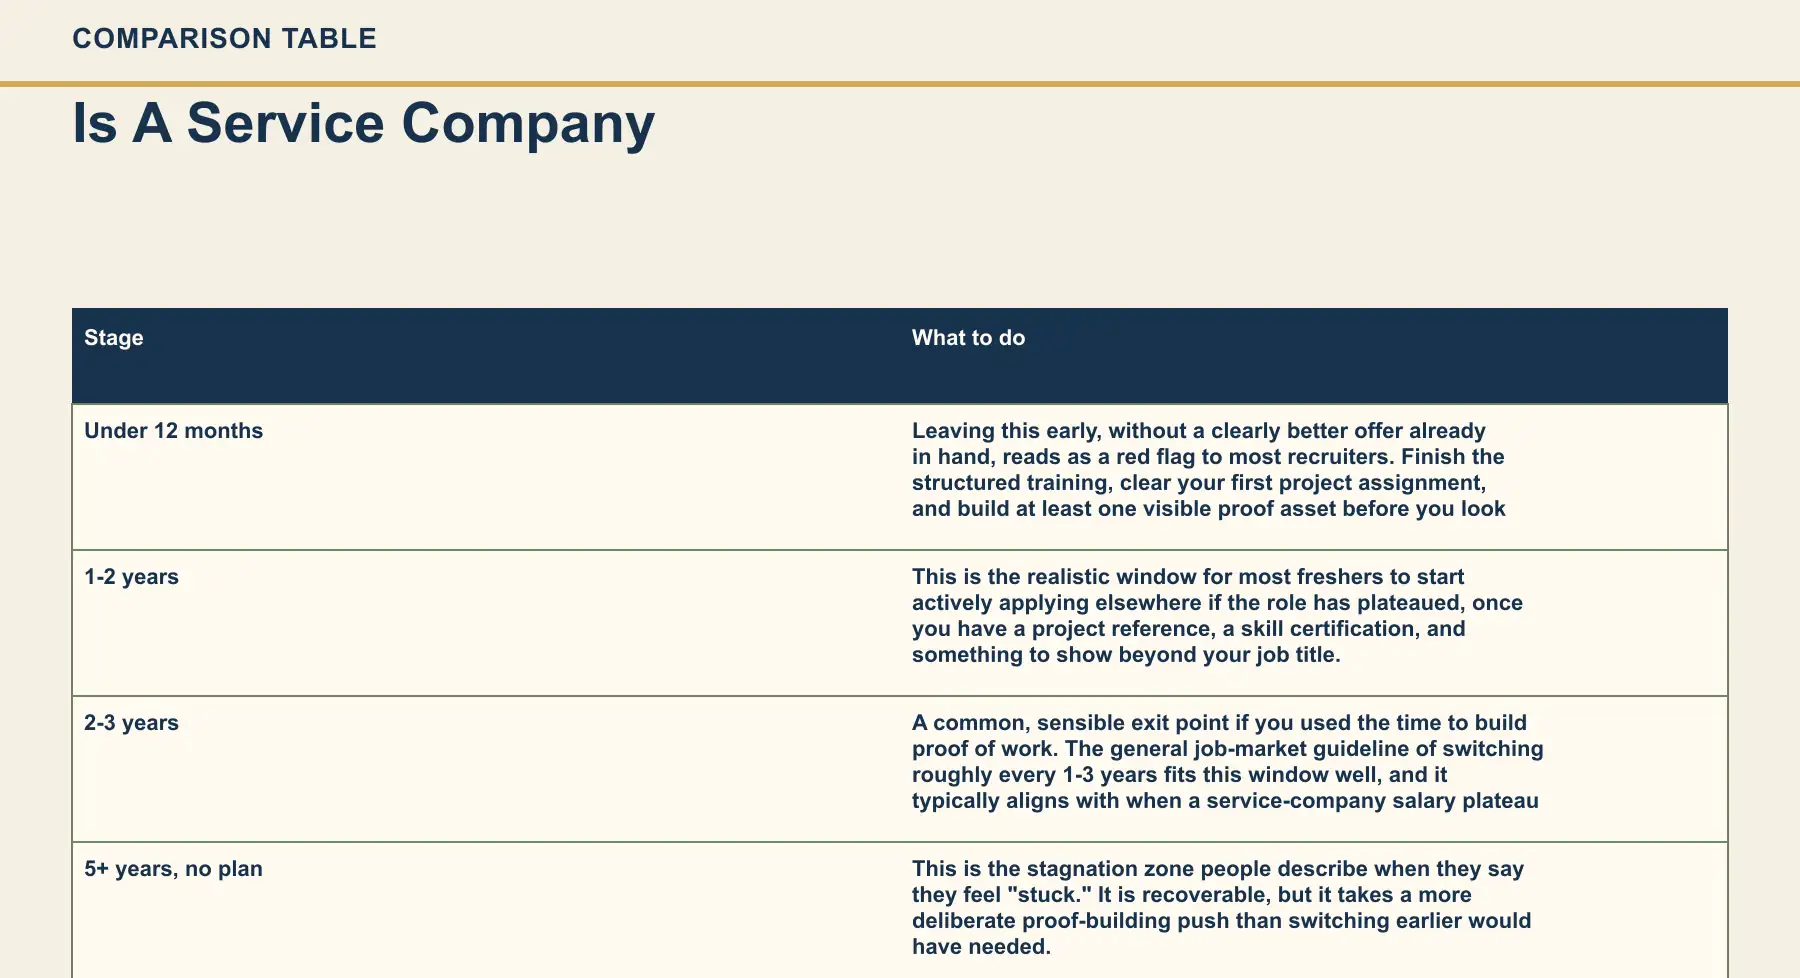 COMPARISON TABLE
Is A Service Company
Stage
What to do
Under 12 months
Leaving this early, without a clearly better offer already
in hand, reads as a red flag to most recruiters. Finish the
structured training, clear your first project assignment,
and build at least one visible proof asset before you look
1-2 years
This is the realistic window for most freshers to start
actively applying elsewhere if the role has plateaued, once
you have a project reference, a skill certification, and
something to show beyond your job title.
2-3 years
A common, sensible exit point if you used the time to build
proof of work. The general job-market guideline of switching
roughly every 1-3 years fits this window well, and it
typically aligns with when a service-company salary plateau
5+ years, no plan
This is the stagnation zone people describe when they say
they feel "stuck." It is recoverable, but it takes a more
deliberate proof-building push than switching earlier would
have needed.